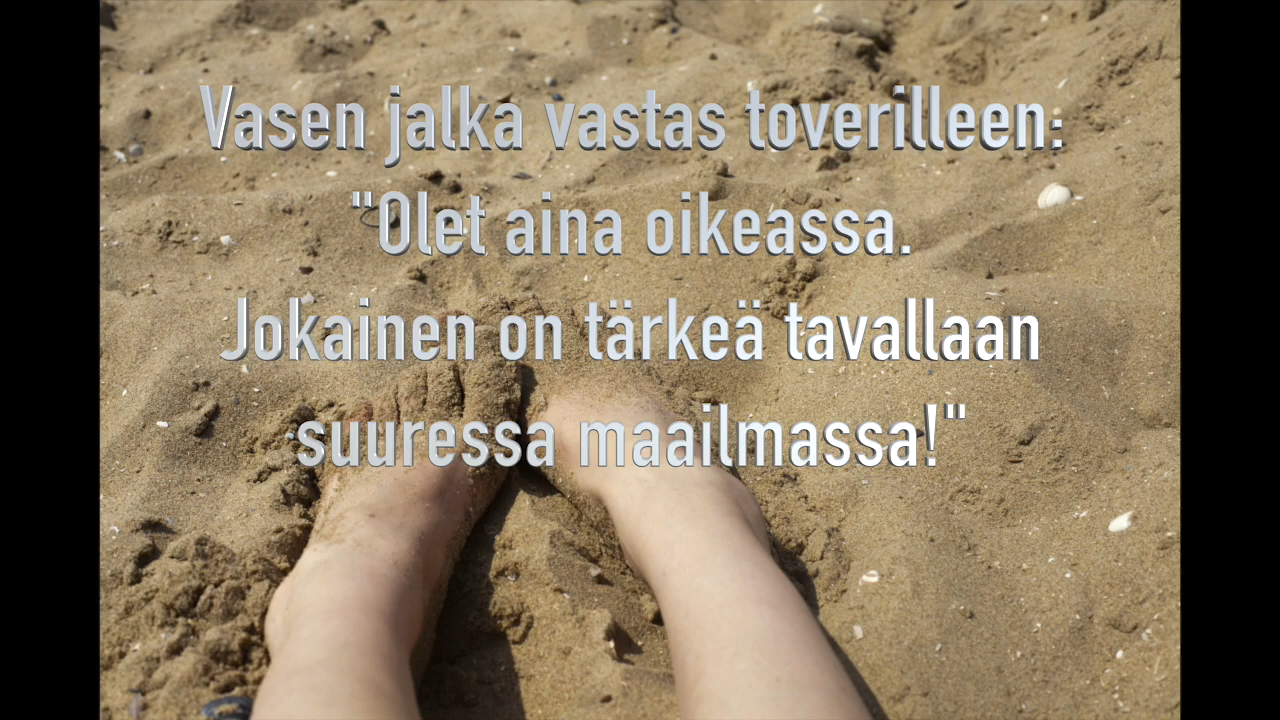 Vasen jalka vastas toverilleen:
"Olet aina oikeassa.
Jokainen on tärkeä tavallaan
suuressa maailmassa!"